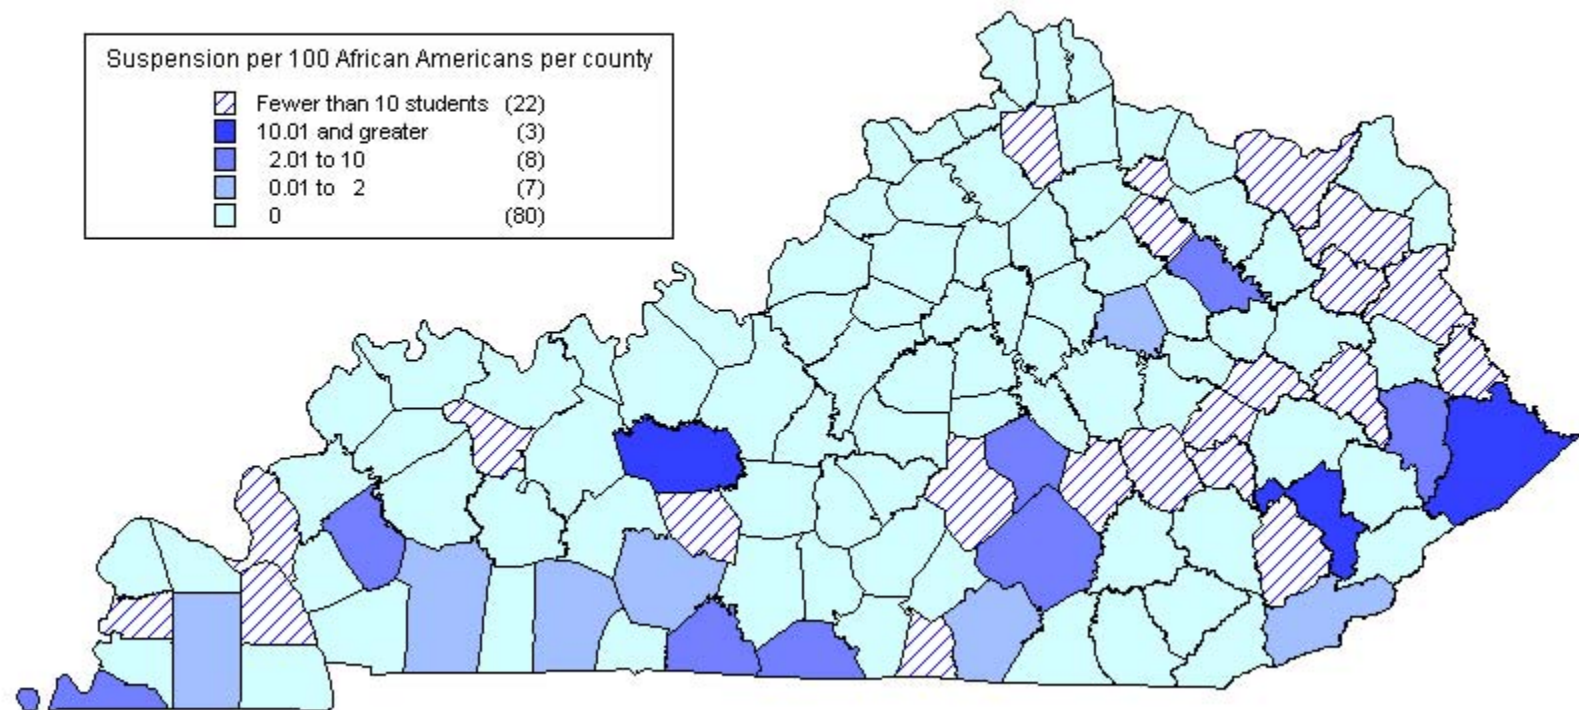 Suspension per 100 African Americans per county
Fewer than 10 students (22)
10.01 and greater (3)
2.01 to 10 (8)
0.01 to 2 (7)
0 (80)